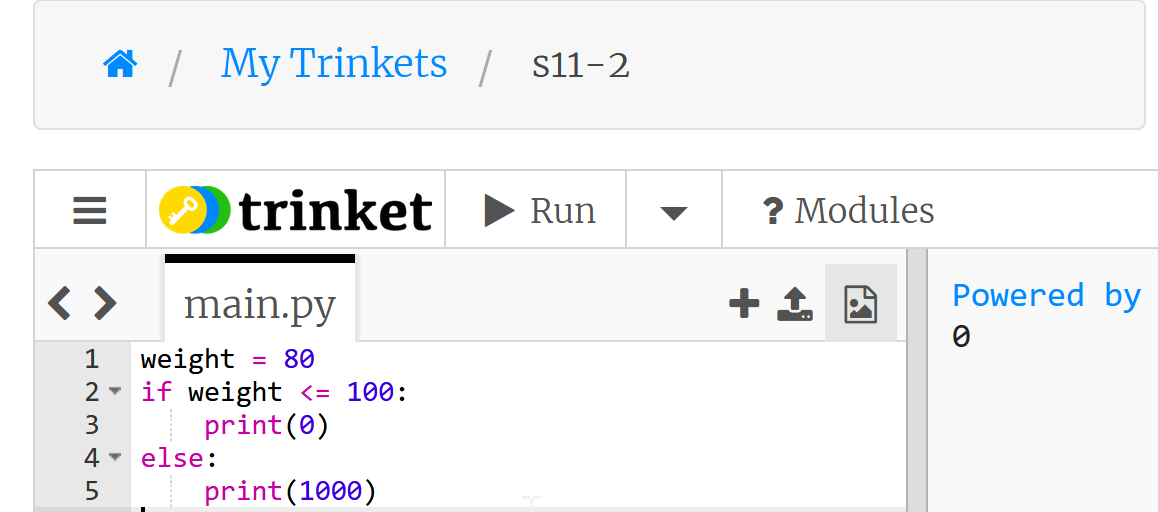 / My Trinkets / s11-2
trinket Run ? Modules
main.py
Powered by
0
1 weight = 80
2 if weight <= 100:
3     print(0)
4 else:
5     print(1000)